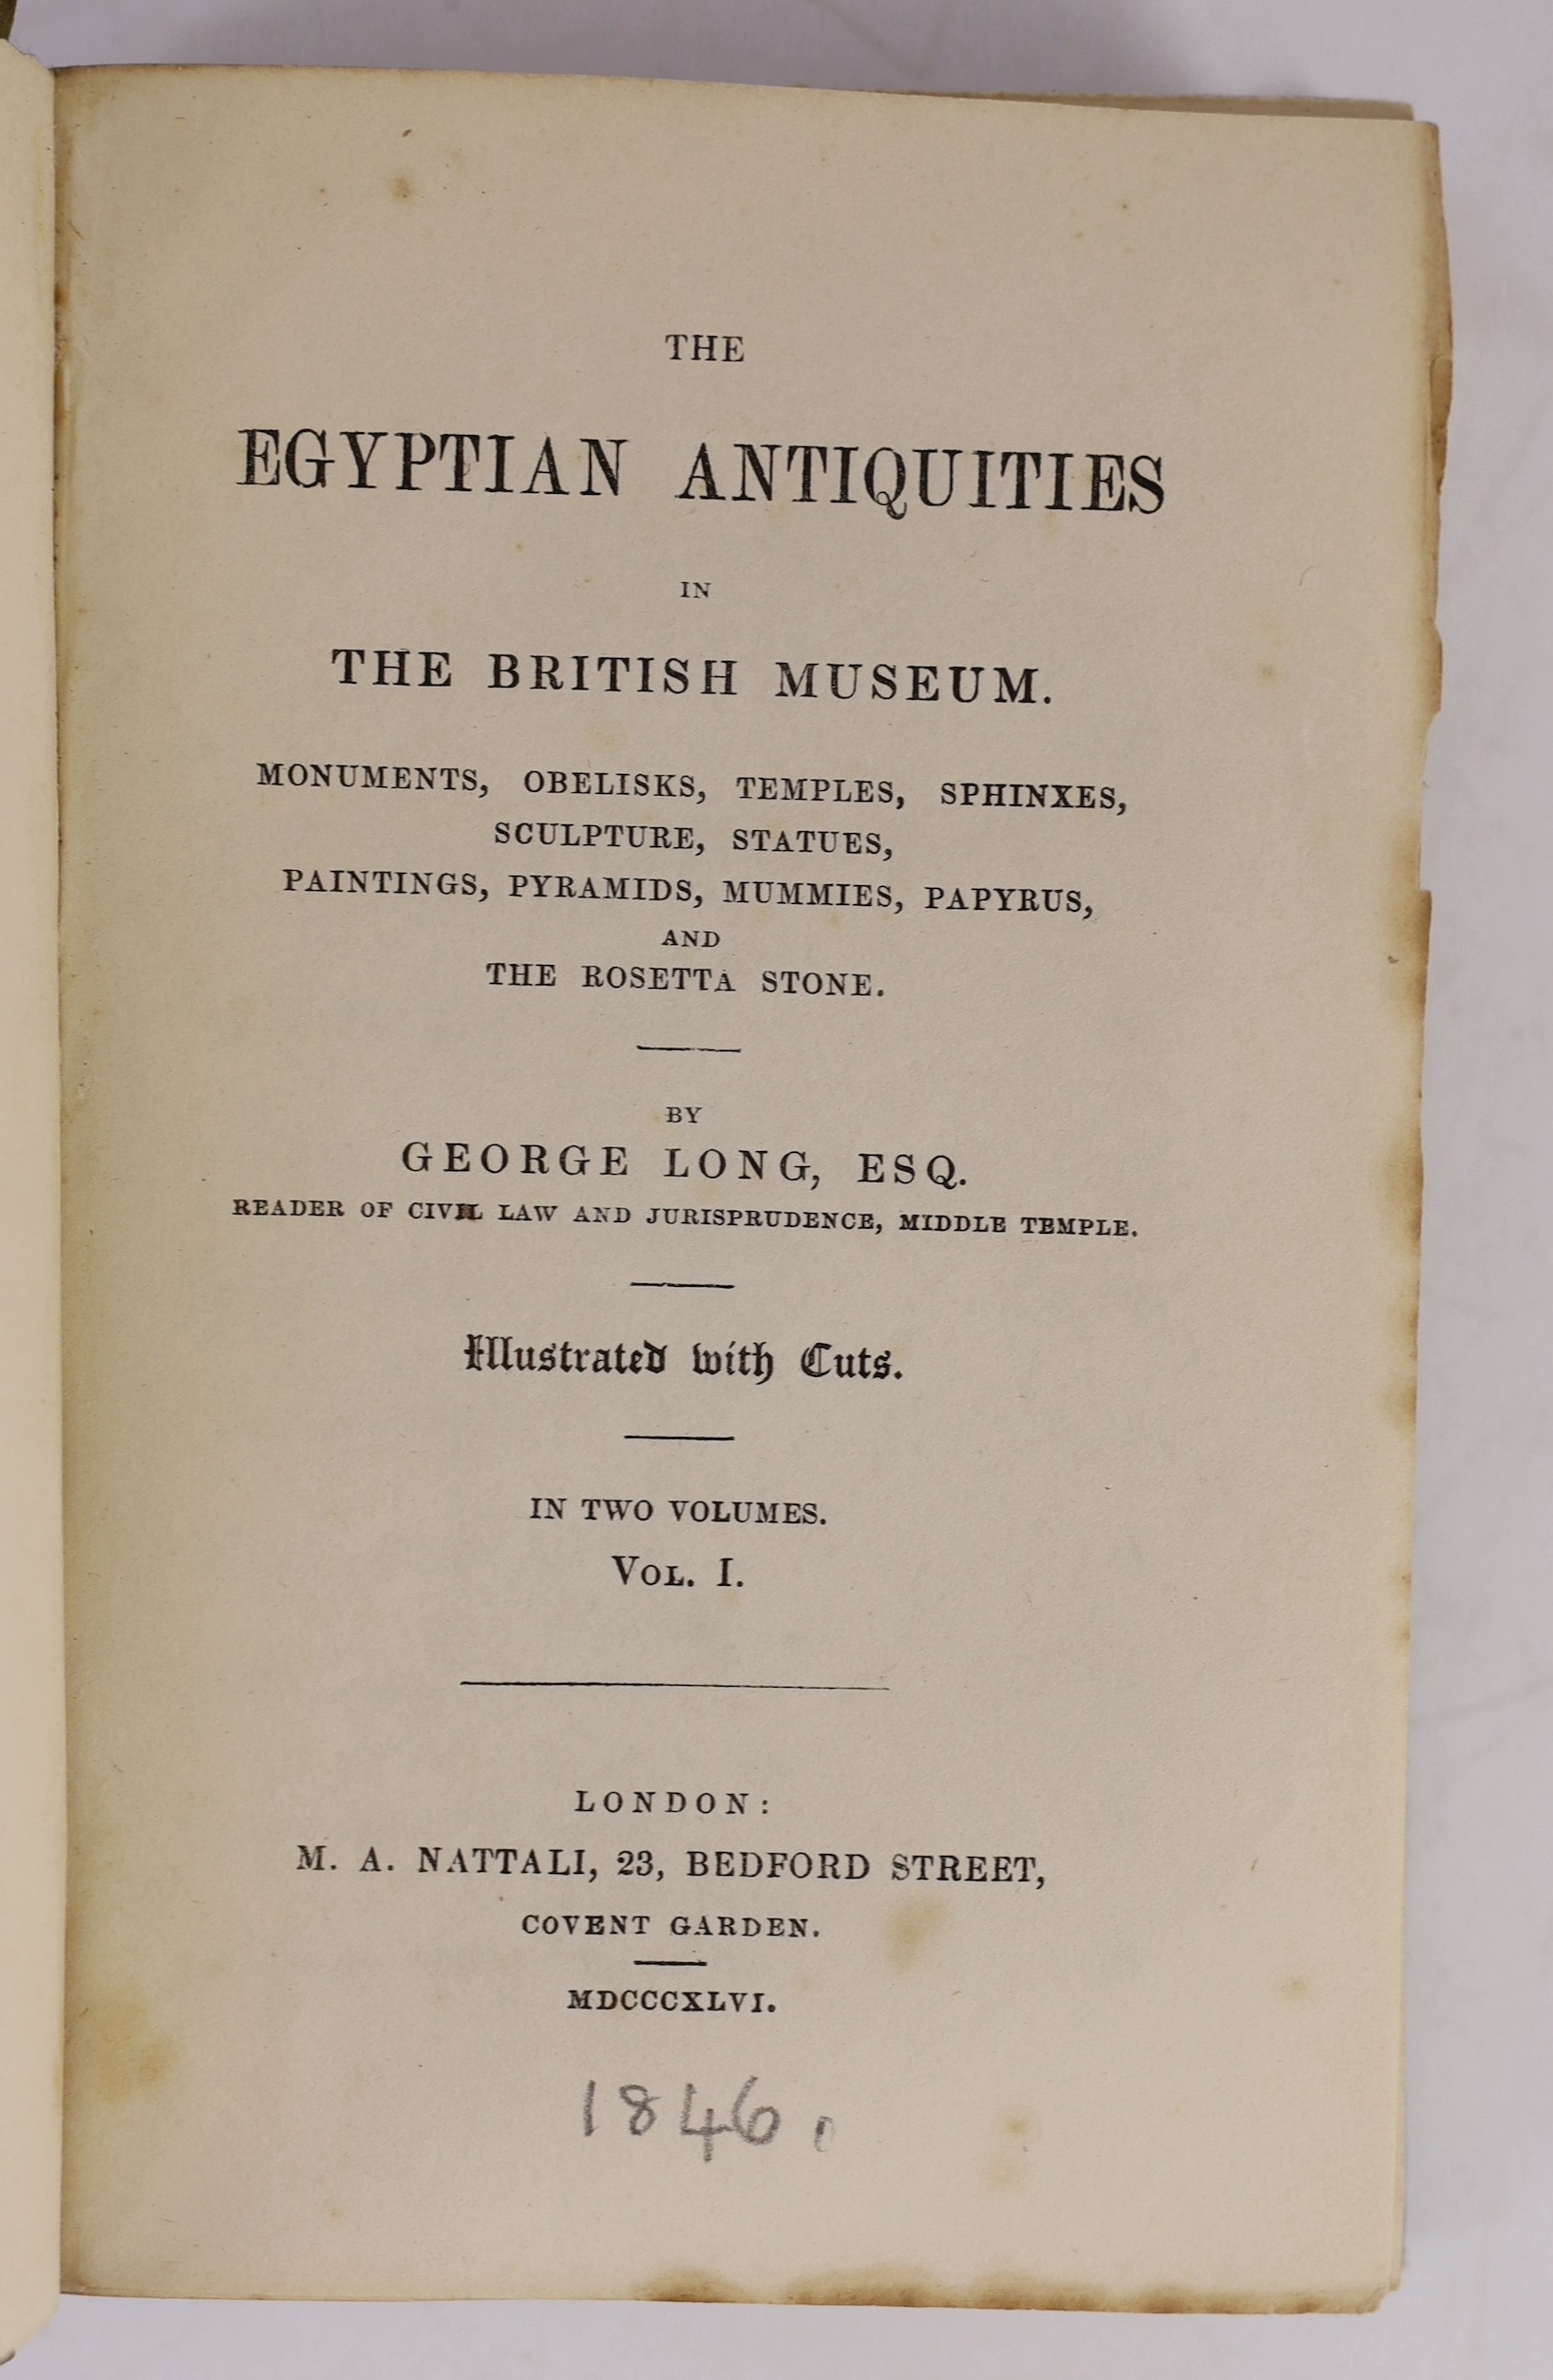 THE
EGYPTIAN ANTIQUITIES
IN
THE BRITISH MUSEUM.
MONUMENTS, OBELISKS, TEMPLES, SPHINXES,
SCULPTURE, STATUES,
PAINTINGS, PYRAMIDS, MUMMIES, PAPYRUS,
AND
THE ROSETTA STONE.
BY
GEORGE LONG, ESQ.
READER OF CIVIL LAW AND JURISPRUDENCE, MIDDLE TEMPLE.
Illustrated with Cuts.
IN TWO VOLUMES.
VOL. I.
LONDON:
M. A. NATTALI, 23, BEDFORD STREET,
COVENT GARDEN.
MDCCCXLVI.
1846.